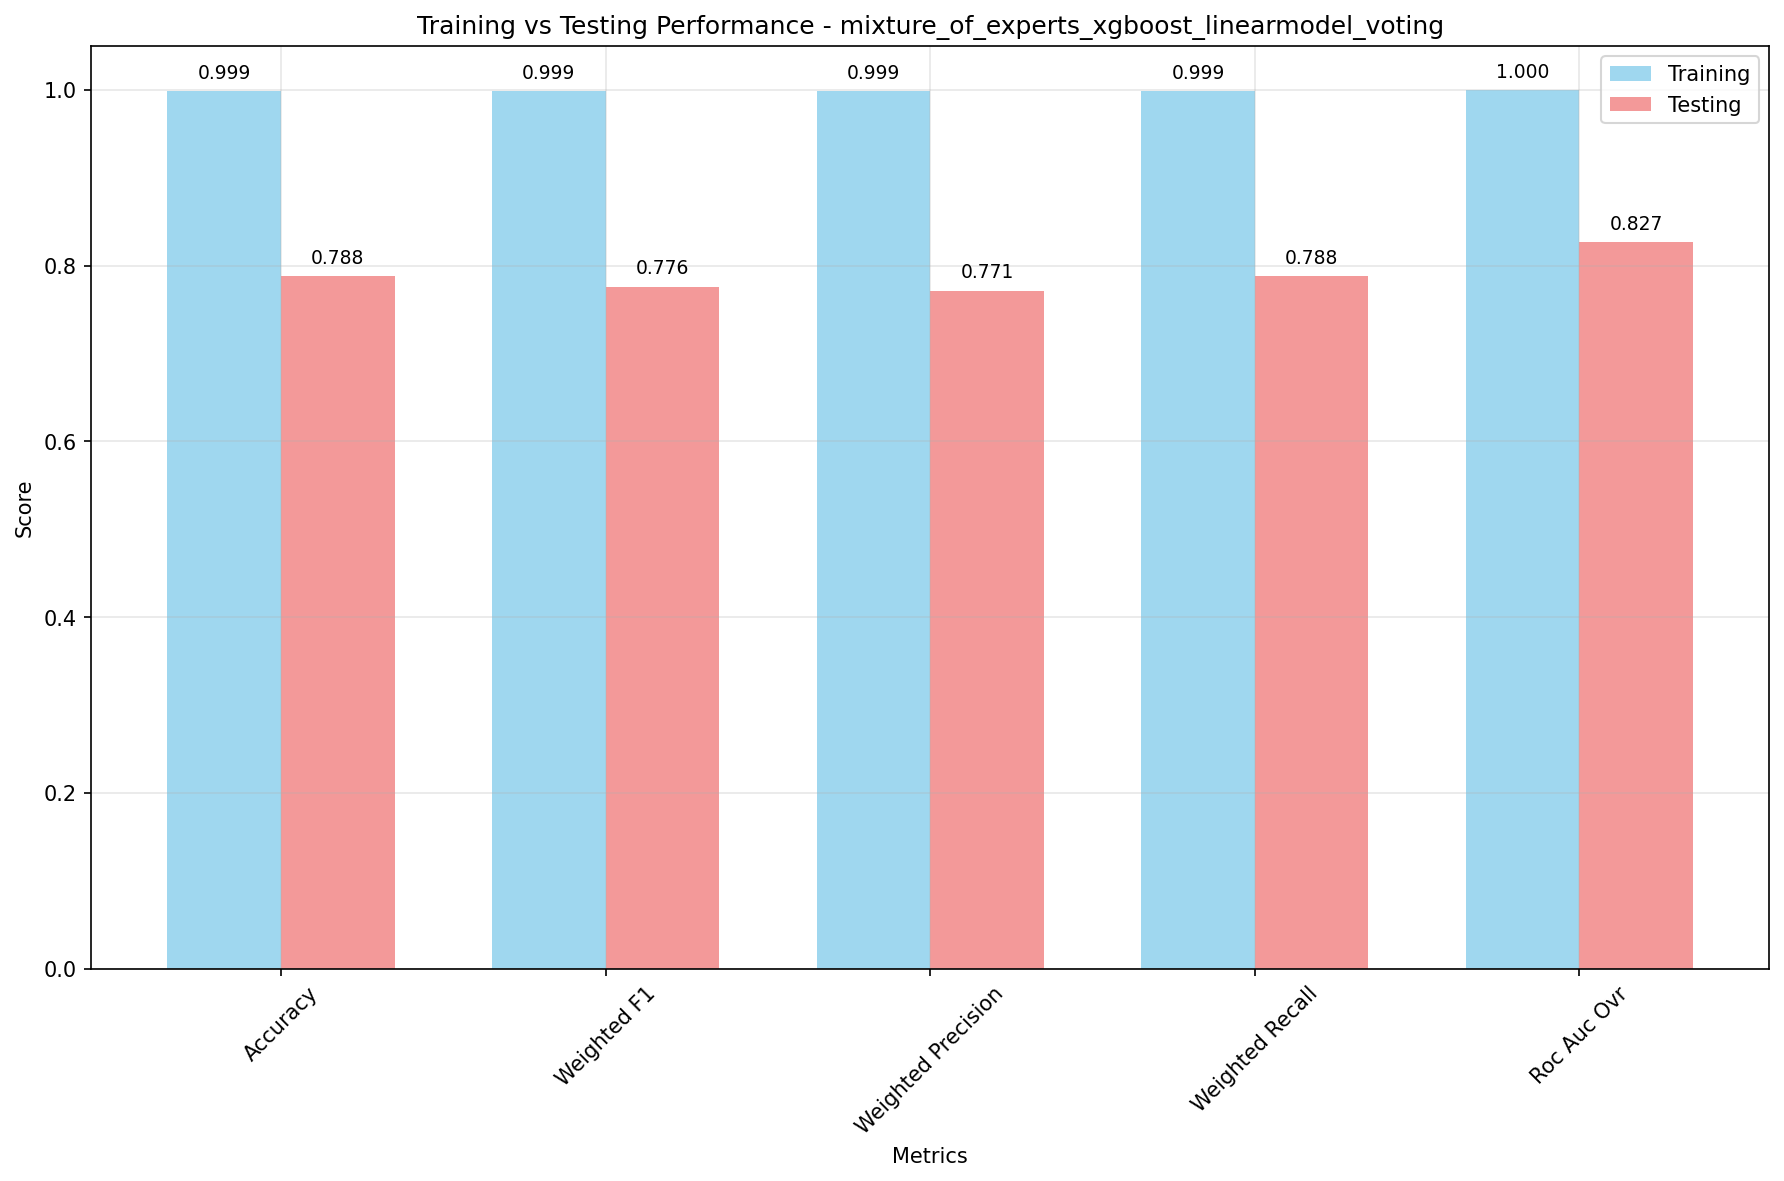 Training vs Testing Performance - mixture_of_experts_xgboost_linearmodel_voting
Training
Testing
0.999
0.999
0.999
0.999
1.000
0.788
0.776
0.771
0.788
0.827
Score
1.0
0.8
0.6
0.4
0.2
0.0
Accuracy
Weighted F1
Weighted Precision
Weighted Recall
Roc Auc Ovr
Metrics